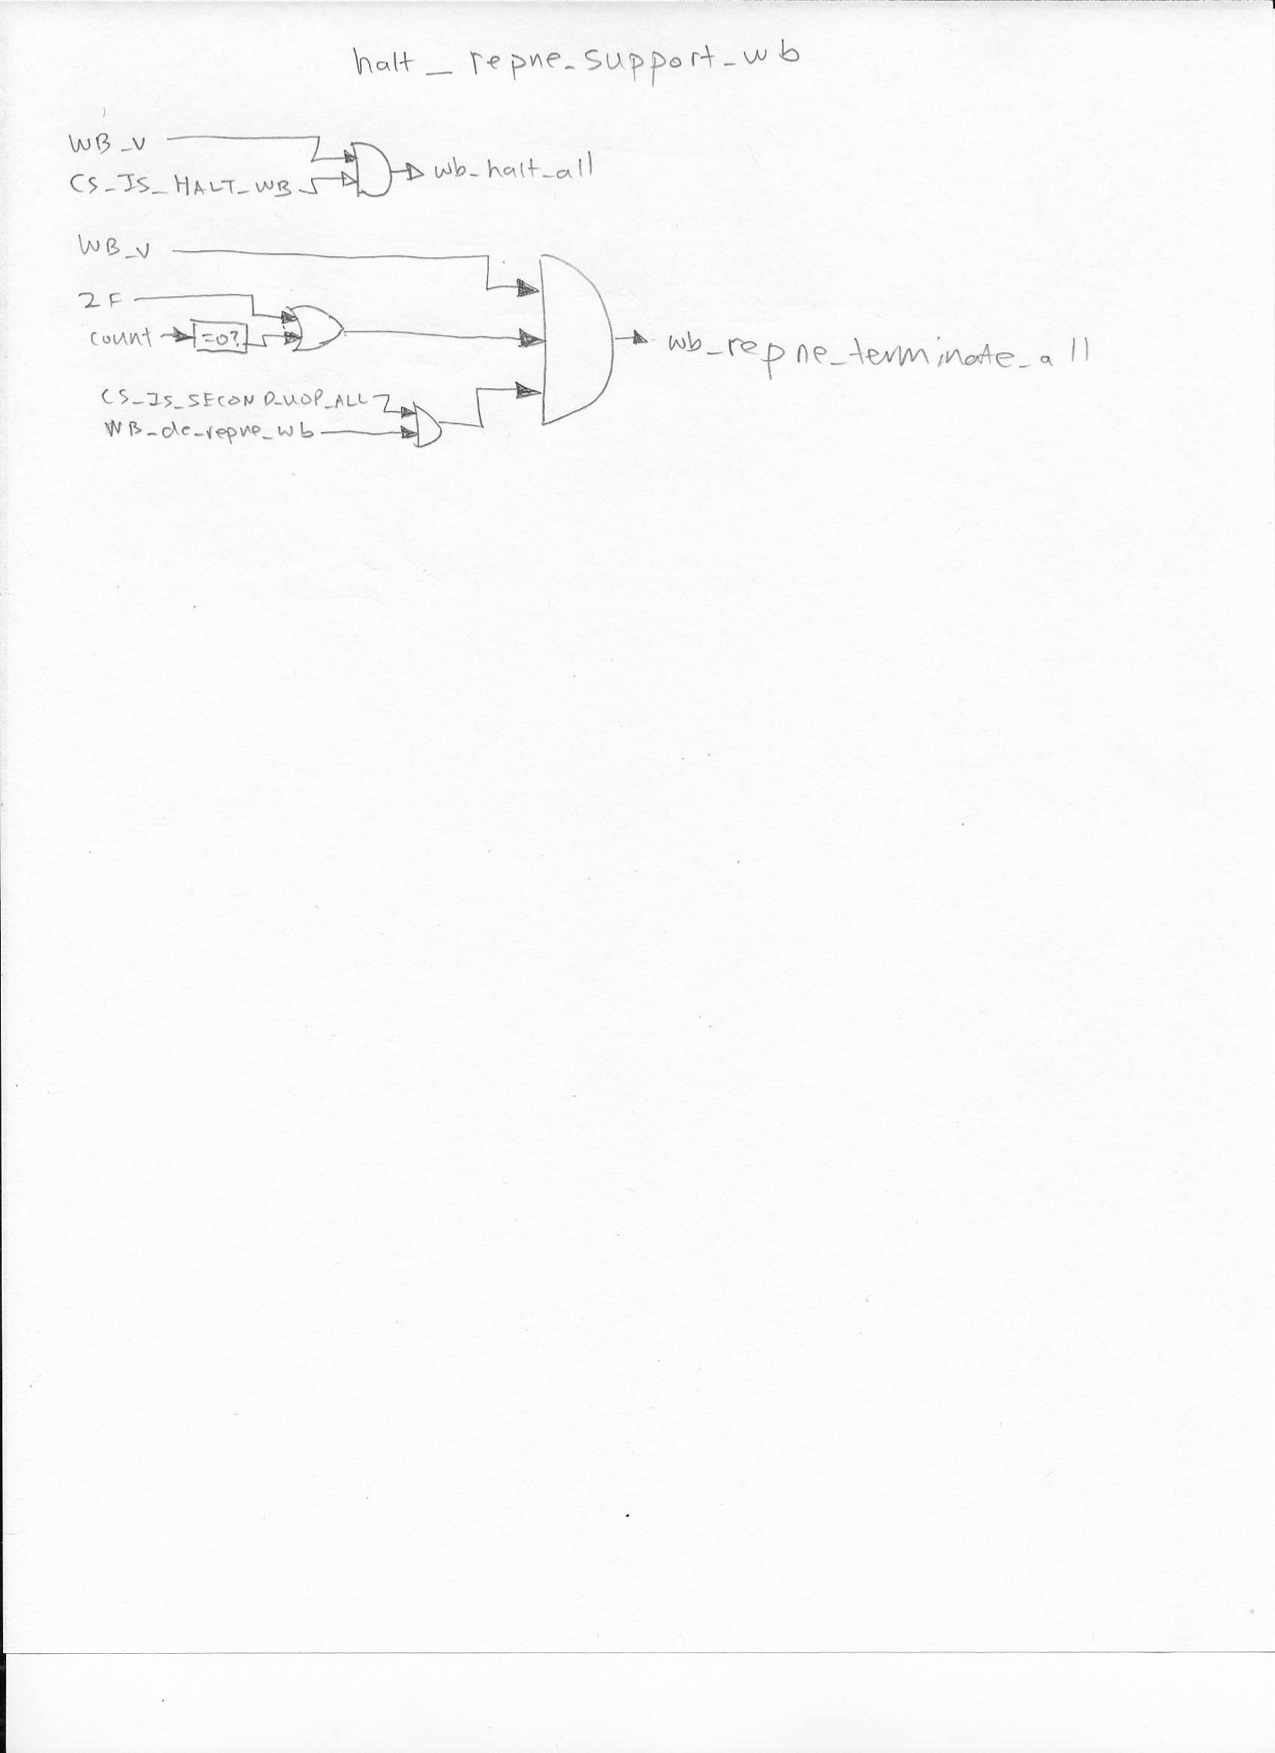 halt_repne_support_wb
WB_V
CS_IS_HALT_WB
wb_halt_all
WB_V
ZF
count
=0?
wb_repne_terminate_all
CS_IS_SECOND_UOP_ALL
WB_de_repne_wb